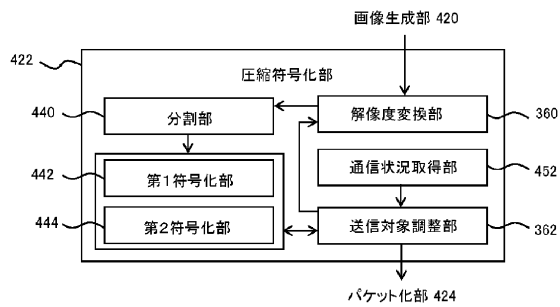 画像生成部 420
422
圧縮符号化部
440
分割部
解像度変換部
360
442
第1符号化部
通信状況取得部
452
444
第2符号化部
送信対象調整部
362
パケット化部 424